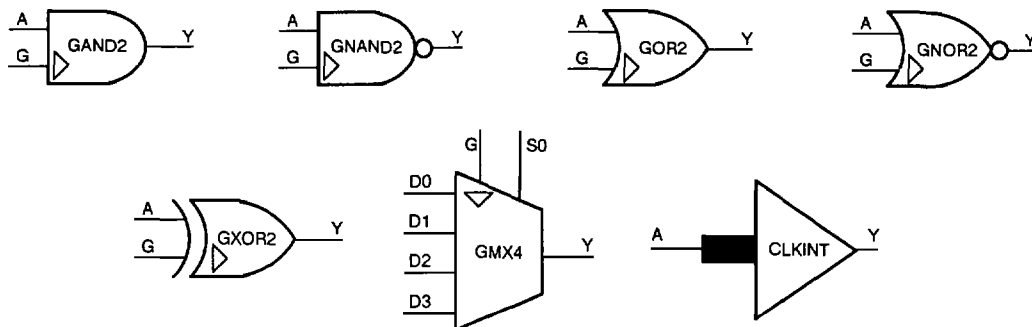 A
G
GAND2
Y
A
G
GNAND2
Y
A
G
GOR2
Y
A
G
GNOR2
Y
A
G
GXOR2
Y
G
S0
D0
D1
D2
D3
GMX4
Y
A
CLKINT
Y